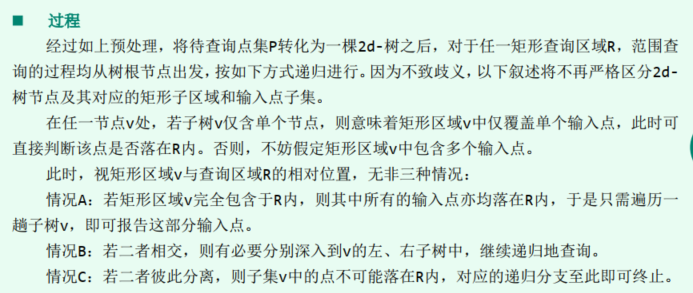 ■ 过程
经过如上预处理，将待查询点集P转化为一棵2d-树之后，对于任一矩形查询区域R，范围查
询的过程均从树根节点出发，按如下方式递归进行。因为不致歧义，以下叙述将不再严格区分2d-
树节点及其对应的矩形子区域和输入点子集。
在任一节点v处，若子树v仅含单个节点，则意味着矩形区域v中仅覆盖单个输入点，此时可
直接判断该点是否落在R内。否则，不妨假定矩形区域v中包含多个输入点。
此时，视矩形区域v与查询区域R的相对位置，无非三种情况：
情况A：若矩形区域v完全包含于R内，则其中所有的输入点亦均落在R内，于是只需遍历一
趟子树v，即可报告这部分输入点。
情况B：若二者相交，则有必要分别深入到v的左、右子树中，继续递归地查询。
情况C：若二者彼此分离，则子集v中的点不可能落在R内，对应的递归分支至此即可终止。